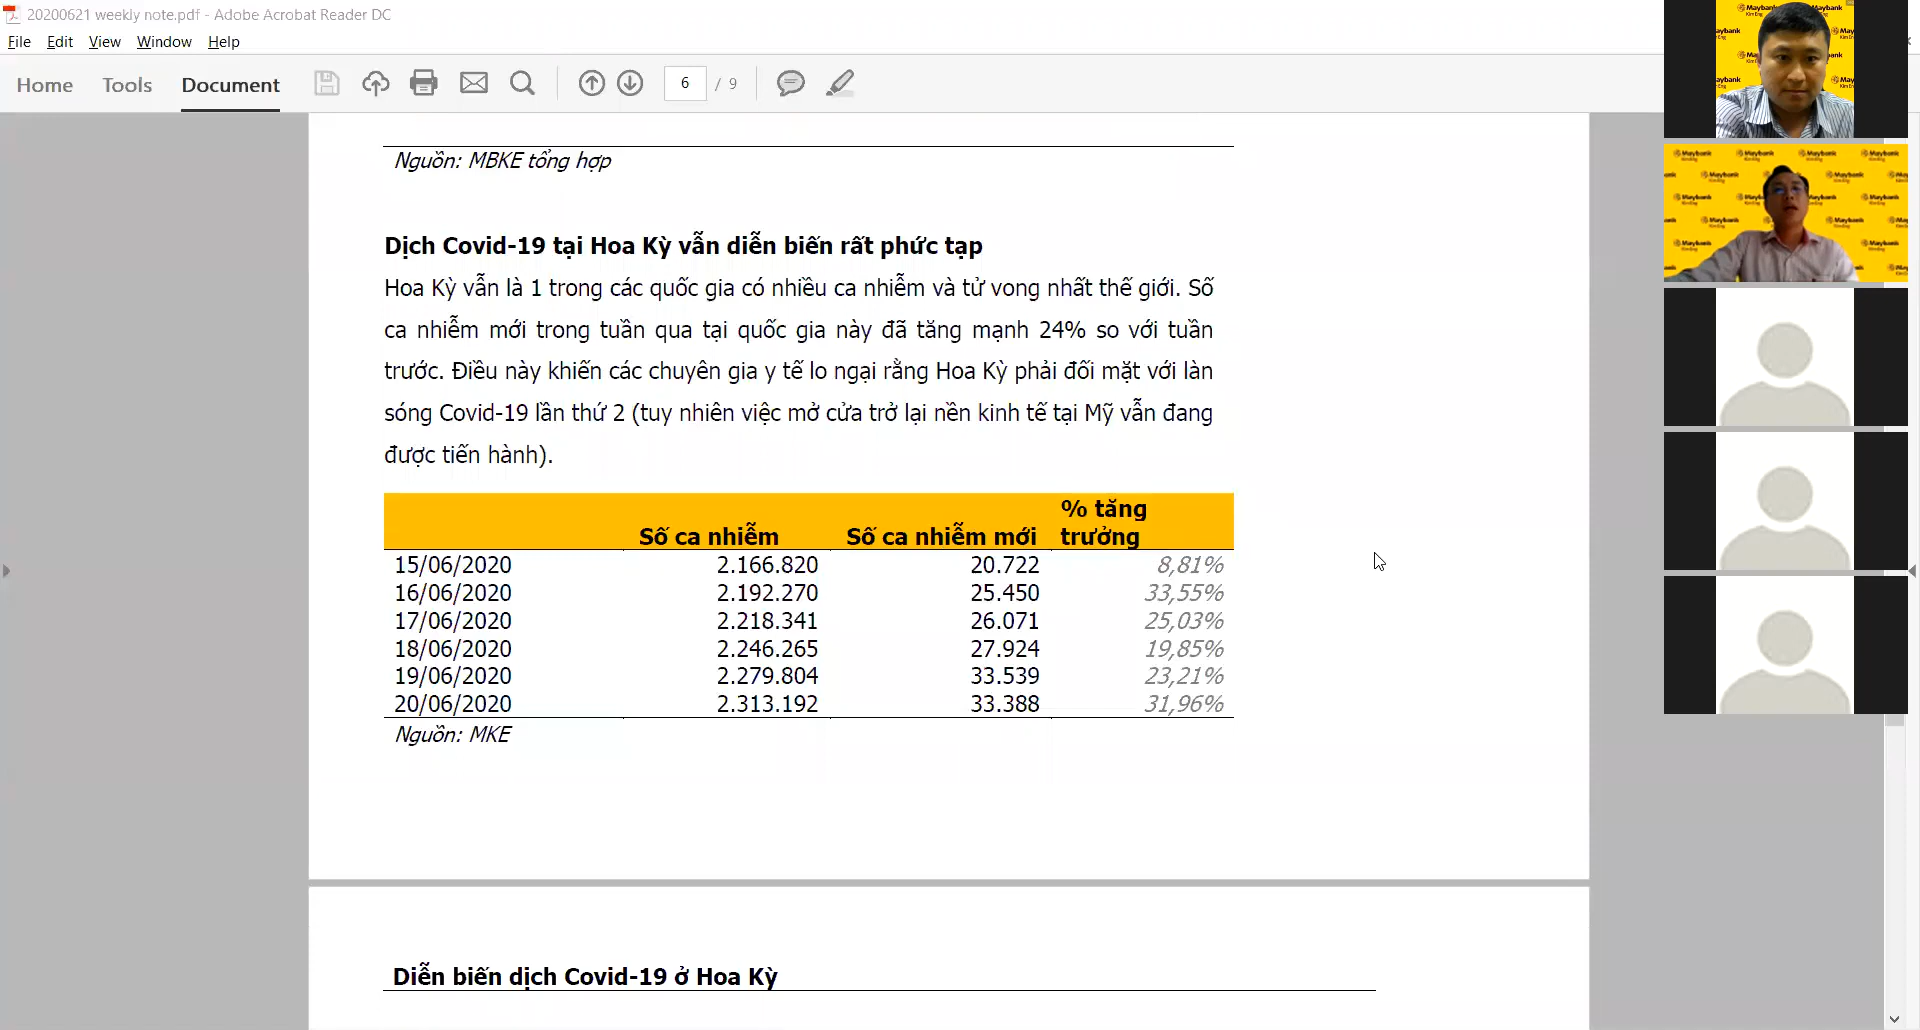 20200621 weekly note.pdf - Adobe Acrobat Reader DC
File Edit View Window Help
Home Tools Document 6 / 9
Nguồn: MBKE tổng hợp
Dịch Covid-19 tại Hoa Kỳ vẫn diễn biến rất phức tạp
Hoa Kỳ vẫn là 1 trong các quốc gia có nhiều ca nhiễm và tử vong nhất thế giới. Số
ca nhiễm mới trong tuần qua tại quốc gia này đã tăng mạnh 24% so với tuần
trước. Điều này khiến các chuyên gia y tế lo ngại rằng Hoa Kỳ phải đối mặt với làn
sóng Covid-19 lần thứ 2 (tuy nhiên việc mở cửa trở lại nền kinh tế tại Mỹ vẫn đang
được tiến hành).
% tăng
Số ca nhiễm Số ca nhiễm mới trưởng
15/06/2020 2.166.820 20.722 8,81%
16/06/2020 2.192.270 25.450 33,55%
17/06/2020 2.218.341 26.071 25,03%
18/06/2020 2.246.265 27.924 19,85%
19/06/2020 2.279.804 33.539 23,21%
20/06/2020 2.313.192 33.388 31,96%
Nguồn: MKE
Diễn biến dịch Covid-19 ở Hoa Kỳ
Maybank
Maybank
Maybank
Maybank
Maybank